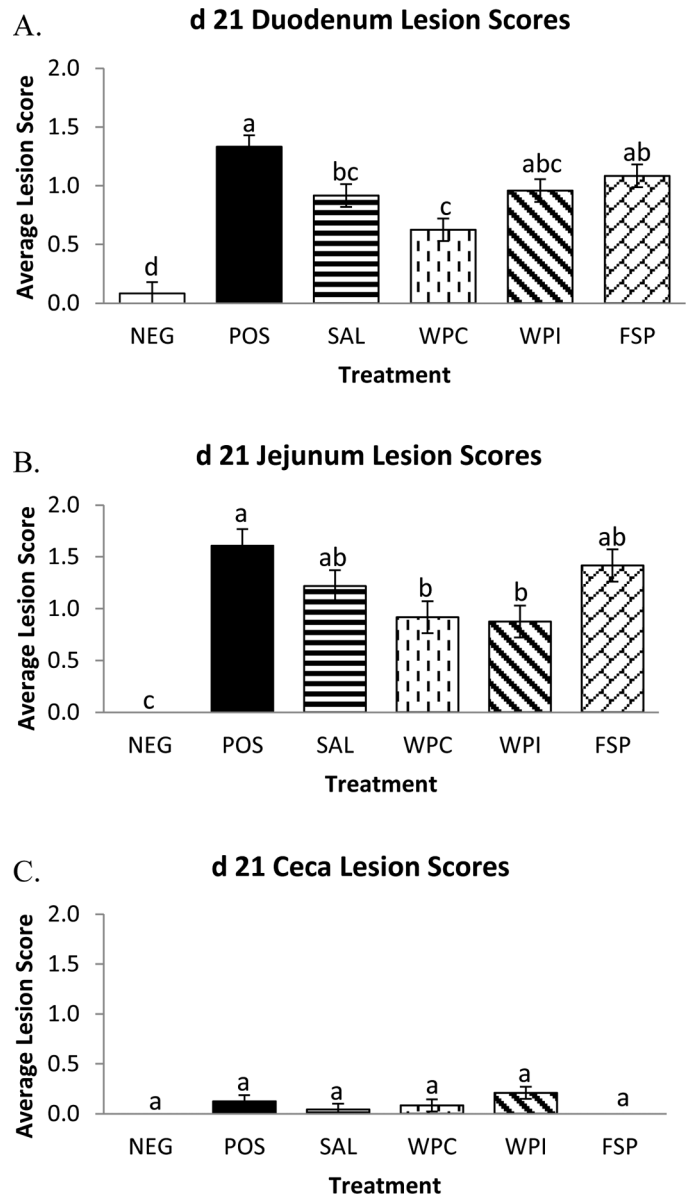 A.
d 21 Duodenum Lesion Scores
Average Lesion Score
2.0
1.5
1.0
0.5
0.0
d
a
bc
c
abc
ab
NEG POS SAL WPC WPI FSP
Treatment
B.
d 21 Jejunum Lesion Scores
Average Lesion Score
2.0
1.5
1.0
0.5
0.0
c
a
ab
b
b
ab
NEG POS SAL WPC WPI FSP
Treatment
C.
d 21 Ceca Lesion Scores
Average Lesion Score
2.0
1.5
1.0
0.5
0.0
a
a
a
a
a
a
NEG POS SAL WPC WPI FSP
Treatment